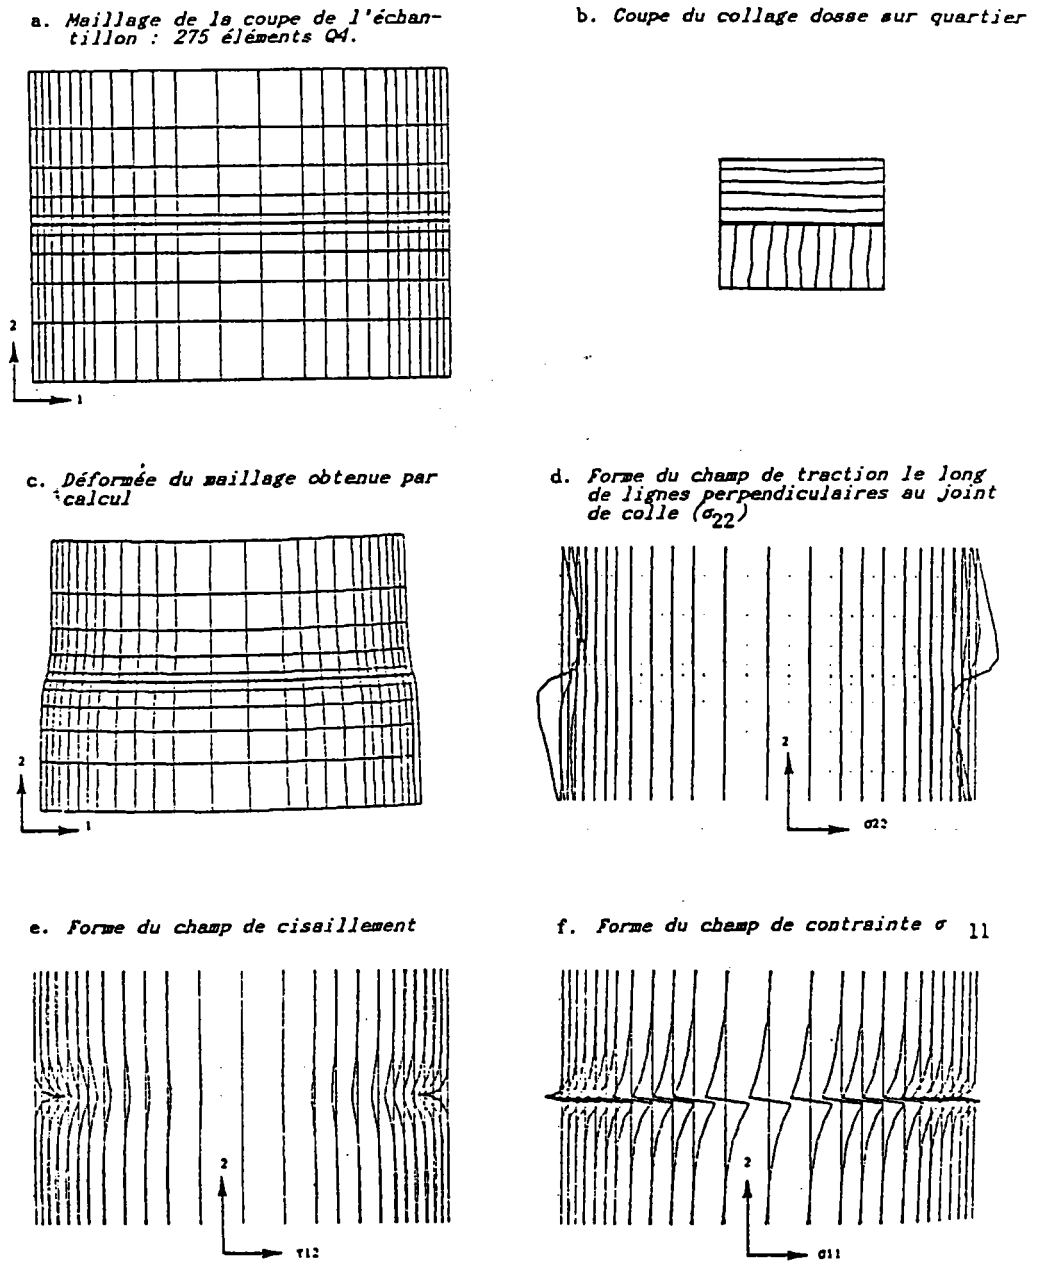 a. Maillage de la coupe de l'échan-
tillon : 275 éléments Q4.
b. Coupe du collage dosse sur quartier
2
1
c. Déformée du maillage obtenue par
calcul
d. Forme du champ de traction le long
de lignes perpendiculaires au joint
de colle (σ22)
2
1
2
σ22
e. Forme du champ de cisaillement
f. Forme du champ de contrainte σ 11
2
τ12
2
σ11